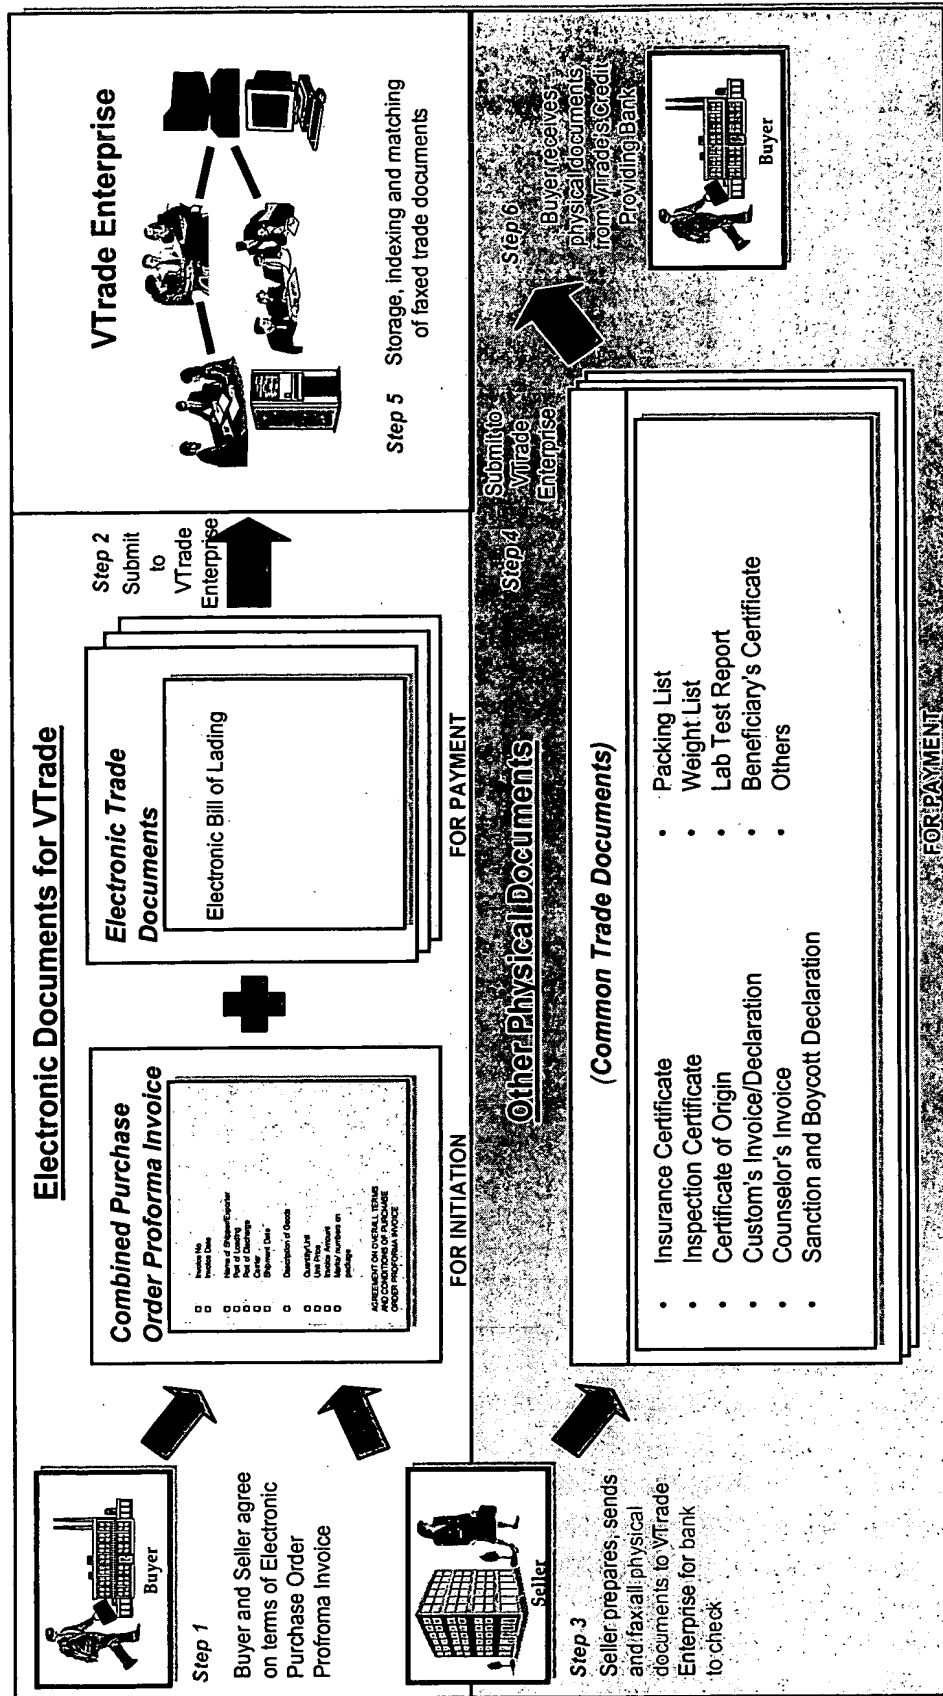 Electronic Documents for VTrade
Buyer
Step 1
Buyer and Seller agree
on terms of Electronic
Purchase Order
Profroma Invoice
Combined Purchase
Order Proforma Invoice
Invoice No
Invoice Date
Name of Shipper/Exporter
Port of Loading
Port of Discharge
Carrier
Shipment Date
Description of Goods
Quantity/Unit
Unit Price
Invoice Amount
Marks/ numbers on
package
AGREEMENT ON OVERALL TERMS
AND CONDITIONS OF PURCHASE
ORDER PROFORMA INVOICE
FOR INITIATION
Electronic Trade
Documents
Electronic Bill of Lading
FOR PAYMENT
Step 2
Submit
to
VTrade
Enterprise
VTrade Enterprise
Step 5 Storage, indexing and matching
of faxed trade documents
Seller
Step 3
Seller prepares, sends
and fax all physical
documents to VTrade
Enterprise for bank
to check
Other Physical Documents
(Common Trade Documents)
• Insurance Certificate
• Inspection Certificate
• Certificate of Origin
• Custom's Invoice/Declaration
• Counselor's Invoice
• Sanction and Boycott Declaration
• Packing List
• Weight List
• Lab Test Report
• Beneficiary's Certificate
• Others
FOR PAYMENT
Step 4 Submit to
VTrade
Enterprise
Step 6
Buyer receives
physical documents
from VTrade's Credit
Providing Bank
Buyer